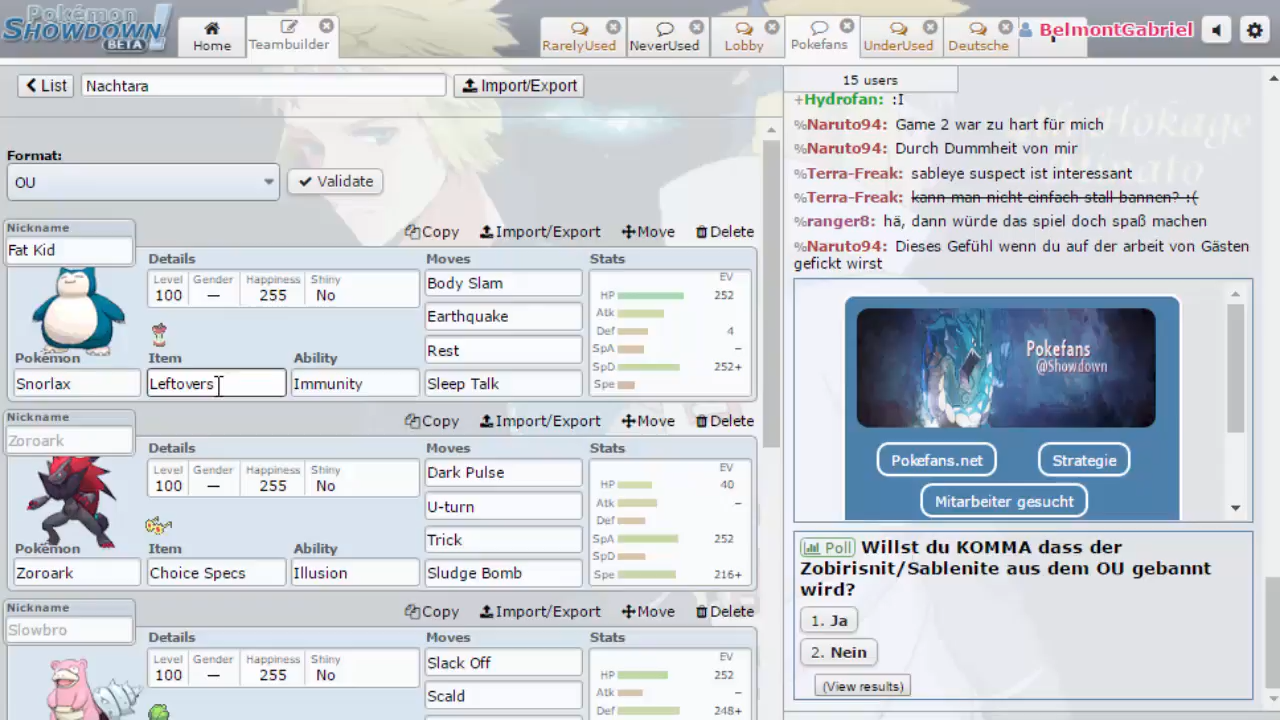 Pokémon
SHOWDOWN!
BETA
Home
Teambuilder
RarelyUsed
NeverUsed
Lobby
Pokefans
UnderUsed
Deutsche
BelmontGabriel
List
Nachtara
Import/Export
15 users
Format:
OU
Validate
Nickname
Fat Kid
Copy
Import/Export
Move
Delete
Details
Moves
Stats
Level
Gender
Happiness
Shiny
100
—
255
No
Body Slam
Earthquake
Rest
Sleep Talk
EV
HP 252
Atk
Def 4
SpA –
SpD 252+
Spe
Pokémon
Item
Ability
Snorlax
Leftovers
Immunity
Nickname
Zoroark
Copy
Import/Export
Move
Delete
Details
Moves
Stats
Level
Gender
Happiness
Shiny
100
—
255
No
Dark Pulse
U-turn
Trick
Sludge Bomb
EV
HP 40
Atk –
Def
SpA 252
SpD
Spe 216+
Pokémon
Item
Ability
Zoroark
Choice Specs
Illusion
Nickname
Slowbro
Copy
Import/Export
Move
Delete
Details
Moves
Stats
Level
Gender
Happiness
Shiny
100
—
255
No
Slack Off
Scald
EV
HP 252
Atk –
Def 248+
+Hydrofan: :I
%Naruto94: Game 2 war zu hart für mich
%Naruto94: Durch Dummheit von mir
%Terra-Freak: sableye suspect ist interessant
%Terra-Freak: kann man nicht einfach stall bannen? :(
%ranger8: hä, dann würde das spiel doch spaß machen
%Naruto94: Dieses Gefühl wenn du auf der arbeit von Gästen
gefickt wirst
Pokefans
@Showdown
Pokefans.net
Strategie
Mitarbeiter gesucht
Poll Willst du KOMMA dass der
Zobirisnit/Sablenite aus dem OU gebannt
wird?
1. Ja
2. Nein
(View results)